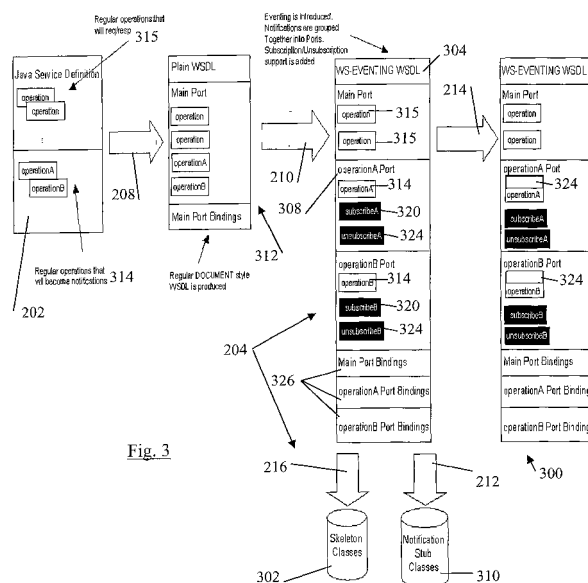 Regular operations that
will req/resp
315
Java Service Definition
operation
operation
:
operationA
operationB
202
Regular operations that
will become notifications
314
208
Plain WSDL
Main Port
operation
operation
operationA
operationB
Main Port Bindings
312
Regular DOCUMENT style
WSDL is produced
210
Eventing is introduced.
Notifications are grouped
Together into Ports.
Subscription/Unsubscription
support is added
304
WS-EVENTING WSDL
Main Port
operation
315
operation
315
308
operationA Port
operationA
314
subscribeA
320
unsubscribeA
324
operationB Port
operationB
314
subscribeB
320
unsubscribeB
324
204
326
Main Port Bindings
operationA Port Bindings
operationB Port Bindings
214
WS-EVENTING WSDL
Main Port
operation
operation
operationA Port
324
operationA
subscribeA
unsubscribeA
operationB Port
324
operationB
subscribeB
unsubscribeB
Main Port Bindings
operationA Port Bindings
operationB Port Bindings
300
Fig. 3
216
212
Skeleton
Classes
302
Notification
Stub
Classes
310